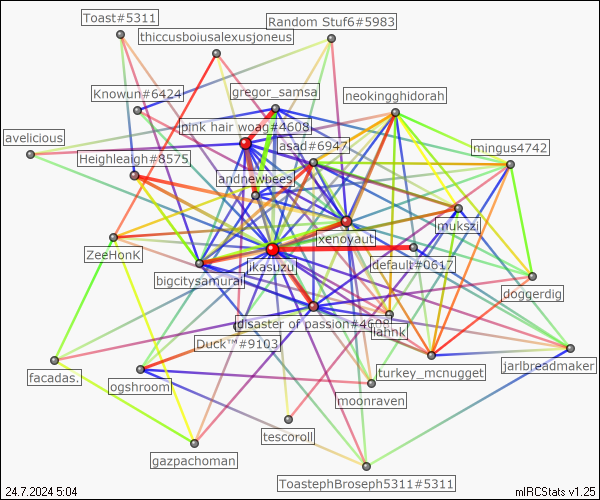 Toast#5311
Random Stuf6#5983
thiccusboiusalexusjoneus
Knowun#6424
gregor_samsa
neokingghidorah
pink hair woag#4608
avelicious
asad#6947
mingus4742
Heighleaigh#8575
andnewbees
xenoyaut
mukszi
ZeeHonK
jkasuzu
default#0617
bigcitysamurai
doggerdig
disaster of passion#4608
lahnk
Duck™#9103
facadas.
ogshroom
turkey_mcnugget
jarlbreadmaker
moonraven
tescoroll
gazpachoman
ToastephBroseph5311#5311
24.7.2024 5:04
mIRCStats v1.25